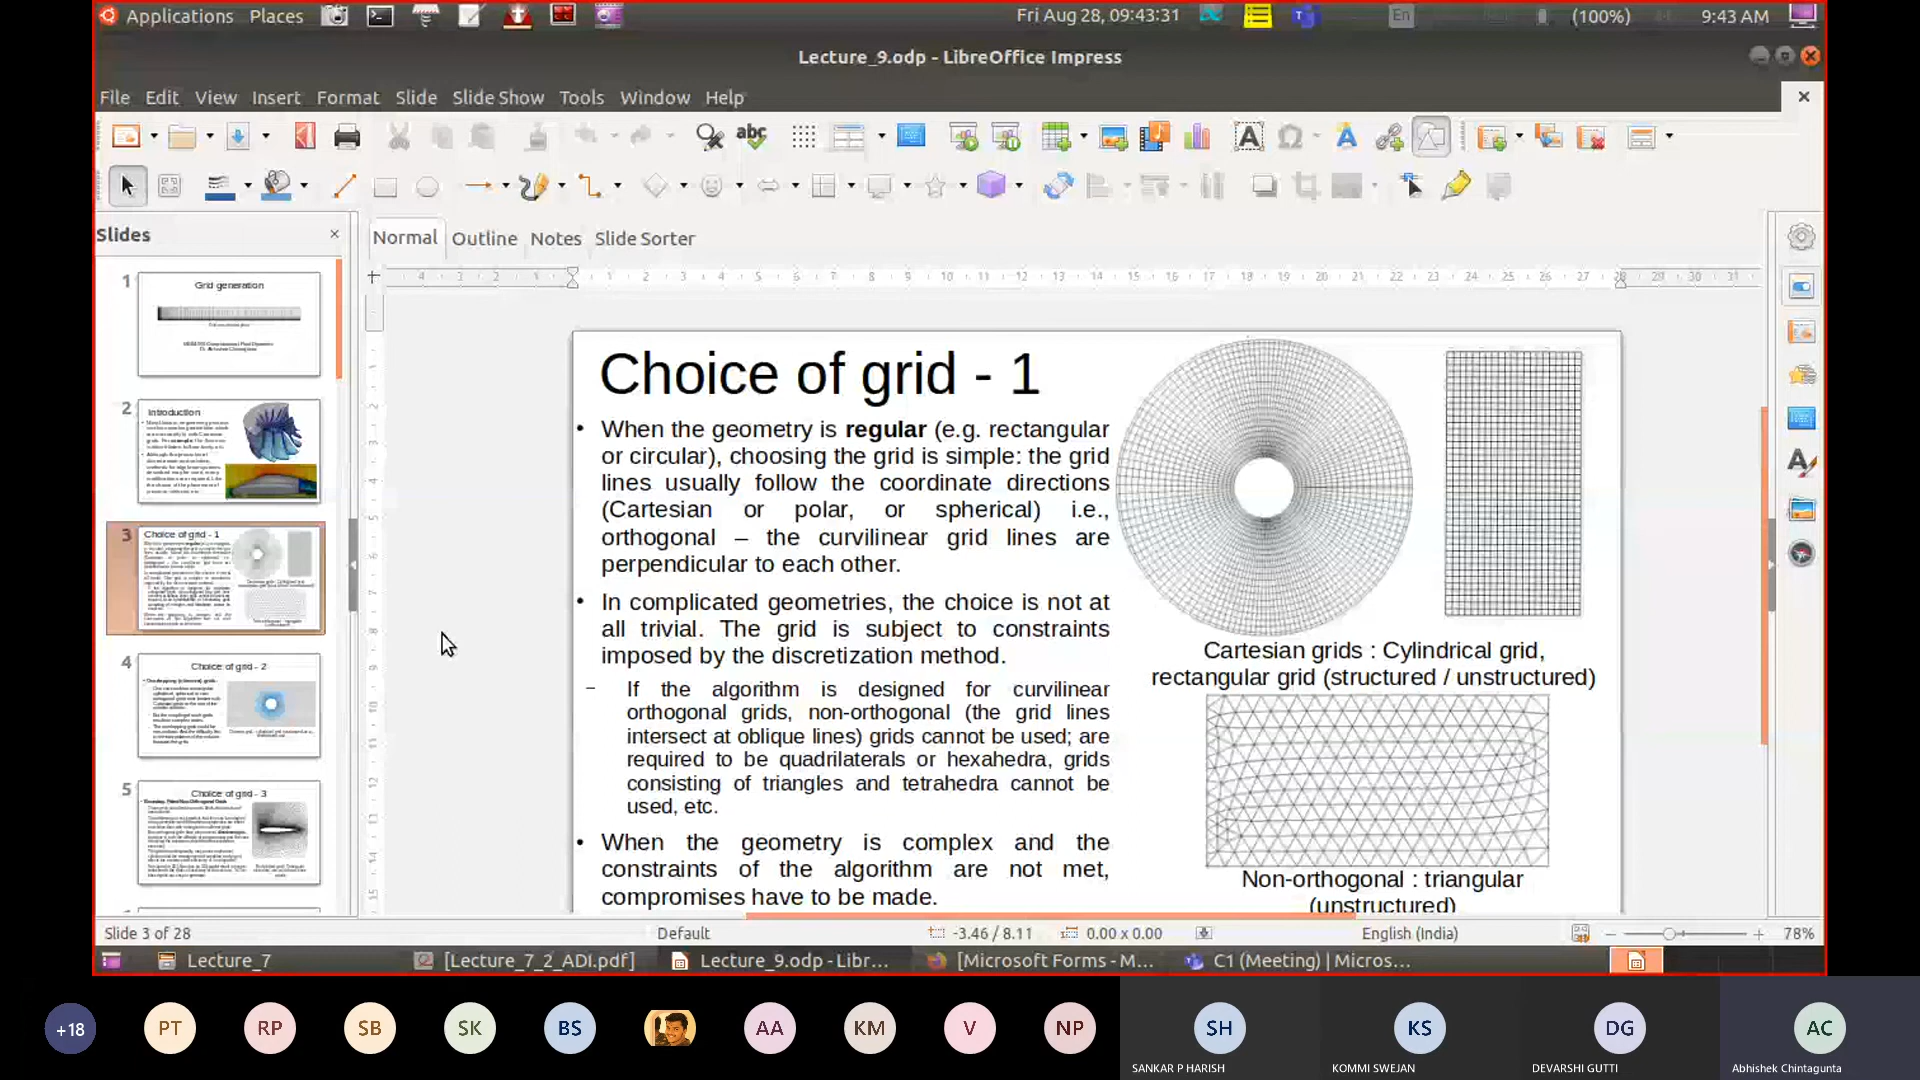 Applications Places Fri Aug 28, 09:43:31 En (100%) 9:43 AM
Lecture_9.odp - LibreOffice Impress
File Edit View Insert Format Slide Slide Show Tools Window Help
Slides
Normal Outline Notes Slide Sorter
1
Grid generation
2
Introduction
3
Choice of grid - 1
4
Choice of grid - 2
5
Choice of grid - 3
Choice of grid - 1
• When the geometry is regular (e.g. rectangular
or circular), choosing the grid is simple: the grid
lines usually follow the coordinate directions
(Cartesian or polar, or spherical) i.e.,
orthogonal – the curvilinear grid lines are
perpendicular to each other.
• In complicated geometries, the choice is not at
all trivial. The grid is subject to constraints
imposed by the discretization method.
– If the algorithm is designed for curvilinear
orthogonal grids, non-orthogonal (the grid lines
intersect at oblique lines) grids cannot be used; are
required to be quadrilaterals or hexahedra, grids
consisting of triangles and tetrahedra cannot be
used, etc.
• When the geometry is complex and the
constraints of the algorithm are not met,
compromises have to be made.
Cartesian grids : Cylindrical grid,
rectangular grid (structured / unstructured)
Non-orthogonal : triangular
(unstructured)
Slide 3 of 28 Default -3.46 / 8.11 0.00 x 0.00 English (India) 78%
Lecture_7 [Lecture_7_2_ADI.pdf] Lecture_9.odp - Libr... [Microsoft Forms - M... C1 (Meeting) | Micros...
+18 PT RP SB SK BS AA KM V NP SH KS DG AC
SANKAR P HARISH KOMMI SWEJAN DEVARSHI GUTTI Abhishek Chintagunta